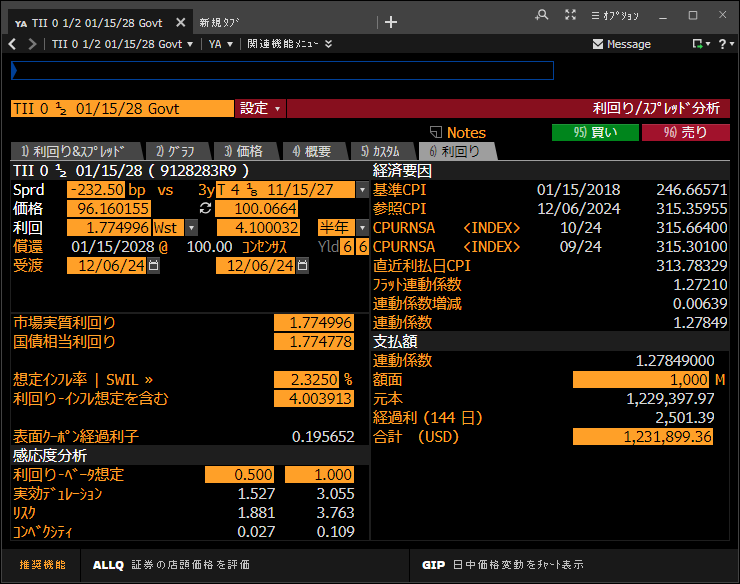 YA TII 0 1/2 01/15/28 Govt × 新規ﾀﾌﾞ + ｵﾌﾟｼｮﾝ
TII 0 1/2 01/15/28 Govt ▾ YA ▾ 関連機能ﾒﾆｭｰ Message ? ▾
TII 0 ½ 01/15/28 Govt 設定 ▾ 利回り/ｽﾌﾟﾚｯﾄﾞ分析
Notes 95) 買い 96) 売り
1) 利回り&ｽﾌﾟﾚｯﾄﾞ 2) ｸﾞﾗﾌ 3) 価格 4) 概要 5) ｶｽﾀﾑ 6) 利回り
TII 0 ½ 01/15/28 ( 9128283R9 ) 経済要因
Sprd -232.50 bp vs 3y T 4 ⅛ 11/15/27 基準CPI 01/15/2018 246.66571
価格 96.160155 100.0664 参照CPI 12/06/2024 315.35955
利回 1.774996 Wst 4.100032 半年 CPURNSA <INDEX> 10/24 315.66400
償還 01/15/2028 @ 100.00 ｺﾝｾﾝｻｽ Yld 6 6 CPURNSA <INDEX> 09/24 315.30100
受渡 12/06/24 12/06/24 直近利払日CPI 313.78329
ﾌﾗｯﾄ連動係数 1.27210
連動係数増減 0.00639
市場実質利回り 1.774996 連動係数 1.27849
国債相当利回り 1.774778 支払額
連動係数 1.27849000
想定ｲﾝﾌﾚ率 | SWIL » 2.3250 % 額面 1,000 M
利回り-ｲﾝﾌﾚ想定を含む 4.003913 元本 1,229,397.97
経過利 (144 日) 2,501.39
表面ｸｰﾎﾟﾝ経過利子 0.195652 合計 (USD) 1,231,899.36
感応度分析
利回り-ﾍﾞｰﾀ想定 0.500 1.000
実効ﾃﾞｭﾚｰｼｮﾝ 1.527 3.055
ﾘｽｸ 1.881 3.763
ｺﾝﾍﾞｸｼﾃｨ 0.027 0.109
推奨機能 ALLQ 証券の店頭価格を評価 GIP 日中価格変動をﾁｬｰﾄ表示